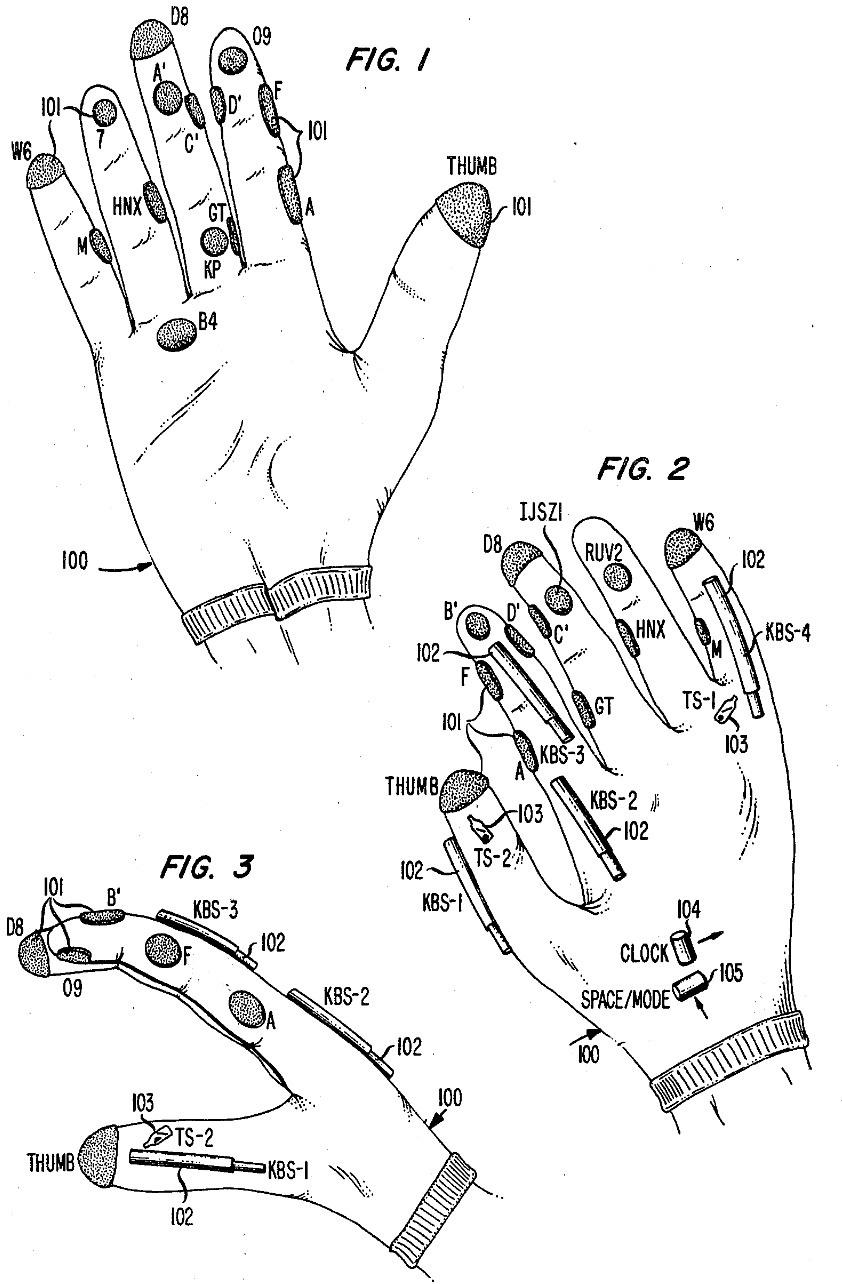 FIG. 1
D8
O9
A'
F
101
7
D'
C'
101
W6
THUMB
101
HNX
GT
A
M
KP
B4
100
FIG. 2
IJSZ1
D8
RUV2
W6
102
B'
D'
C'
HNX
M
KBS-4
102
F
GT
TS-1
103
101
A
KBS-3
THUMB
103
KBS-2
102
TS-2
102
KBS-1
104
CLOCK
105
SPACE/MODE
100
FIG. 3
101
B'
KBS-3
D8
102
F
O9
KBS-2
A
102
103
100
TS-2
THUMB
KBS-1
102